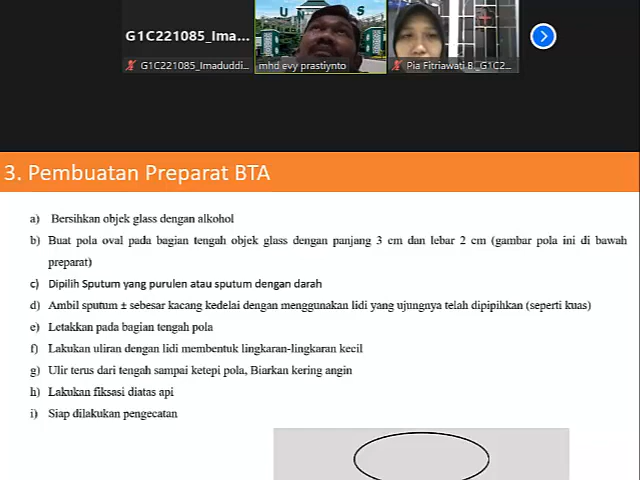 G1C221085_Ima...
G1C221085_Imaduddi...
mhd evy prastiynto
Pia Fitriawati B _G1C2...
3. Pembuatan Preparat BTA
a) Bersihkan objek glass dengan alkohol
b) Buat pola oval pada bagian tengah objek glass dengan panjang 3 cm dan lebar 2 cm (gambar pola ini di bawah
preparat)
c) Dipilih Sputum yang purulen atau sputum dengan darah
d) Ambil sputum ± sebesar kacang kedelai dengan menggunakan lidi yang ujungnya telah dipipihkan (seperti kuas)
e) Letakkan pada bagian tengah pola
f) Lakukan uliran dengan lidi membentuk lingkaran-lingkaran kecil
g) Ulir terus dari tengah sampai ketepi pola, Biarkan kering angin
h) Lakukan fiksasi diatas api
i) Siap dilakukan pengecatan